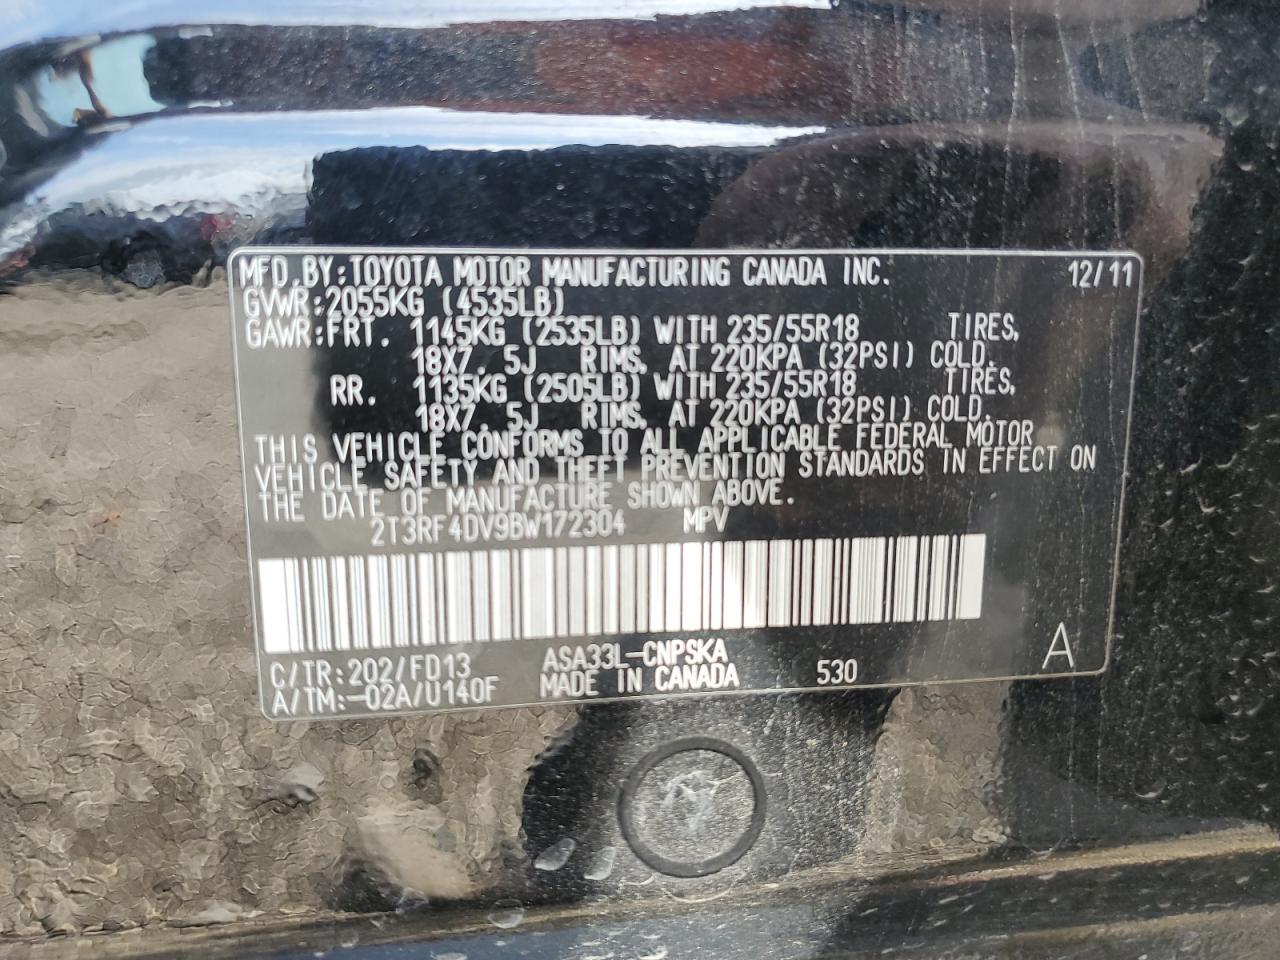 MFD. BY: TOYOTA MOTOR MANUFACTURING CANADA INC. 12/11
GVWR: 2055KG (4535LB)
GAWR: FRT. 1145KG (2535LB) WITH 235/55R18 TIRES,
18X7. 5J RIMS, AT 220KPA (32PSI) COLD.
RR. 1135KG (2505LB) WITH 235/55R18 TIRES,
18X7. 5J RIMS, AT 220KPA (32PSI) COLD.
THIS VEHICLE CONFORMS TO ALL APPLICABLE FEDERAL MOTOR
VEHICLE SAFETY AND THEFT PREVENTION STANDARDS IN EFFECT ON
THE DATE OF MANUFACTURE SHOWN ABOVE.
2T3RF4DV9BW172304 MPV
C/TR: 202/FD13 ASA33L-CNPSKA
A/TM: -02A/U140F MADE IN CANADA 530 A